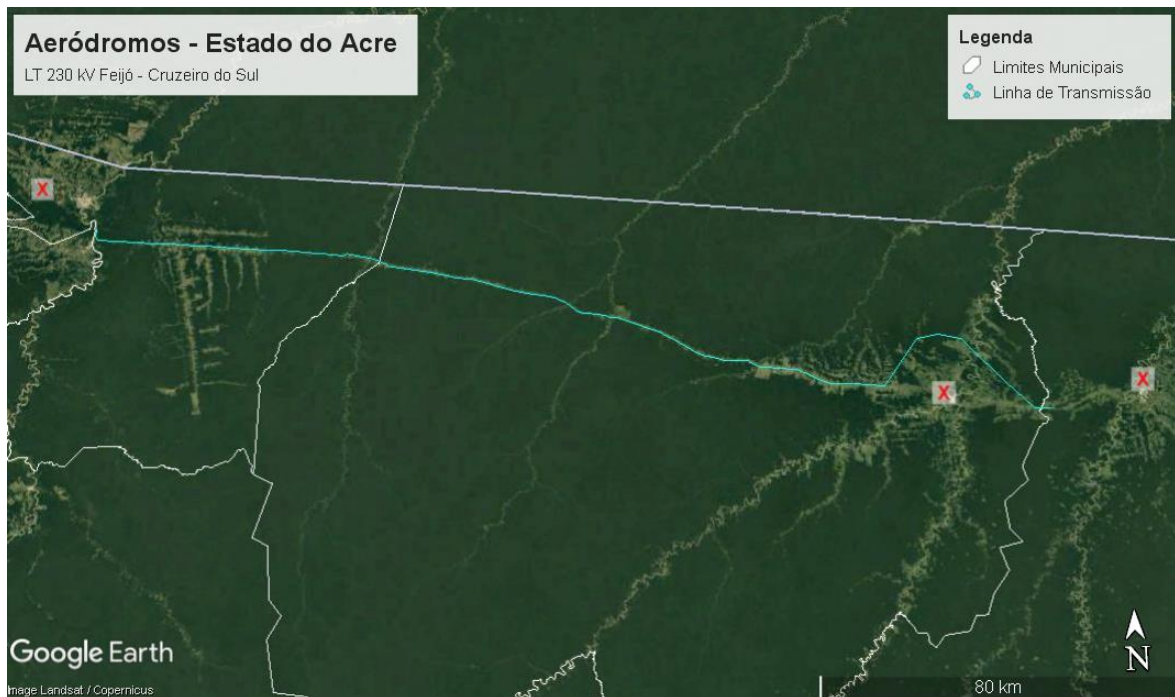 Aeródromos - Estado do Acre
LT 230 kV Feijó - Cruzeiro do Sul
Legenda
Limites Municipais
Linha de Transmissão
X
X
X
Google Earth
N
80 km
mage Landsat / Copernicus